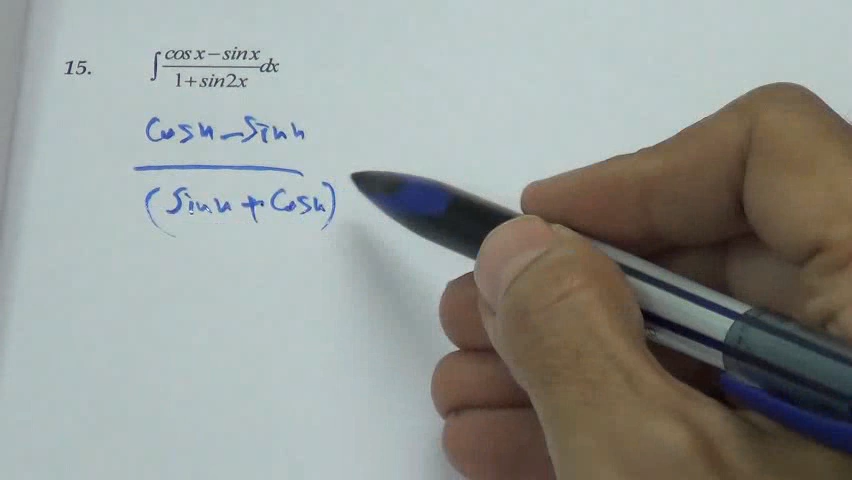 15. ∫ cos x − sin x / 1 + sin2x dx
Cosx − Sinx
(Sinx + Cosx)